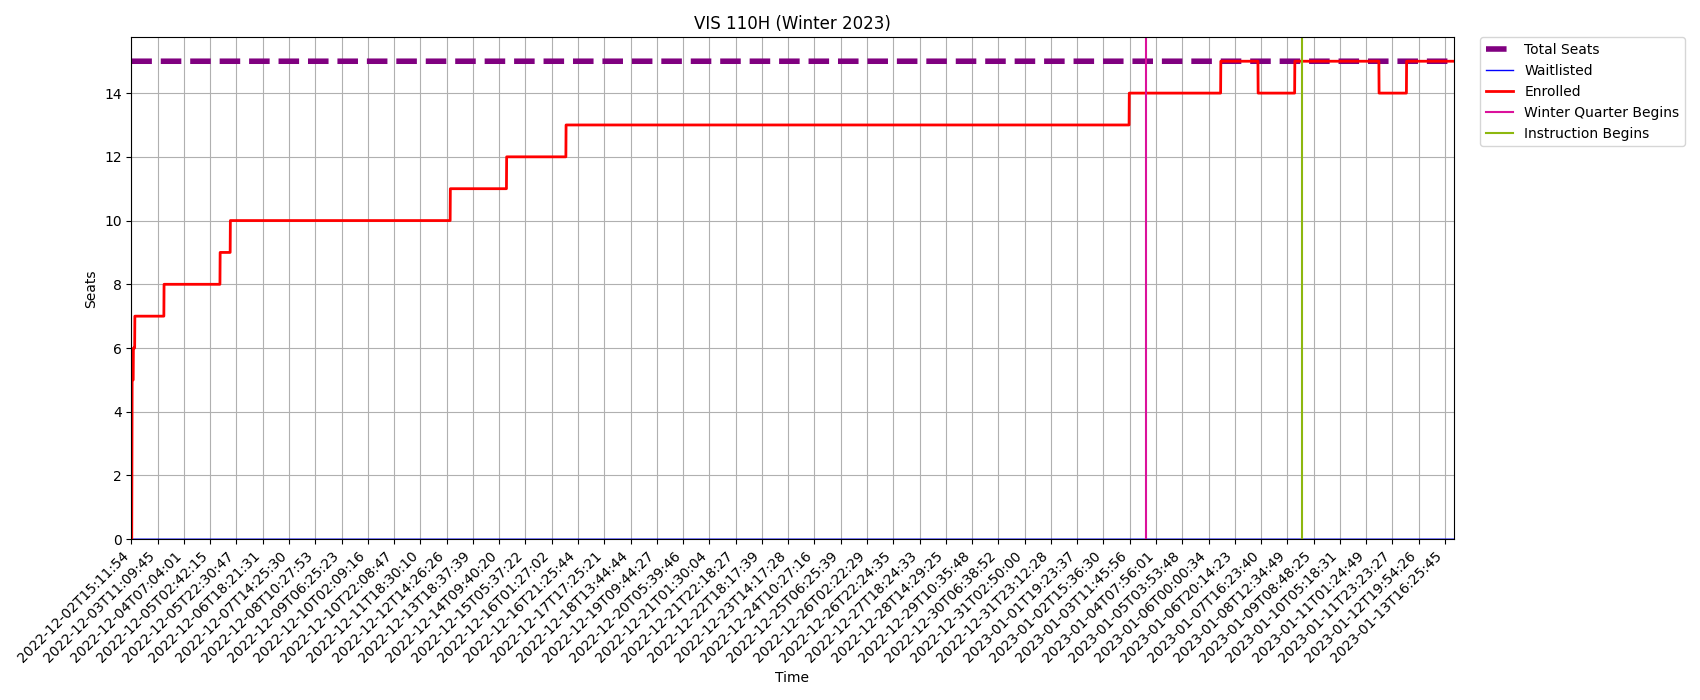 VIS 110H (Winter 2023)
Total Seats
Waitlisted
Enrolled
Winter Quarter Begins
Instruction Begins
Seats
14
12
10
8
6
4
2
0
2022-12-02T15:11:54
2022-12-03T11:09:45
2022-12-04T07:04:01
2022-12-05T02:42:15
2022-12-05T22:30:47
2022-12-06T18:21:31
2022-12-07T14:25:30
2022-12-08T10:27:53
2022-12-09T06:25:23
2022-12-10T02:09:16
2022-12-10T22:08:47
2022-12-11T18:30:10
2022-12-12T14:26:26
2022-12-13T18:37:39
2022-12-14T09:40:20
2022-12-15T05:37:22
2022-12-16T01:27:02
2022-12-16T21:25:44
2022-12-17T17:25:21
2022-12-18T13:44:44
2022-12-19T09:44:27
2022-12-20T05:39:46
2022-12-21T01:30:04
2022-12-21T22:18:27
2022-12-22T18:17:39
2022-12-23T14:17:28
2022-12-24T10:27:16
2022-12-25T06:25:39
2022-12-26T02:22:29
2022-12-26T22:24:35
2022-12-27T18:24:33
2022-12-28T14:29:25
2022-12-29T10:35:48
2022-12-30T06:38:52
2022-12-31T02:50:00
2022-12-31T23:12:28
2023-01-01T19:23:37
2023-01-02T15:36:30
2023-01-03T11:45:56
2023-01-04T07:56:01
2023-01-05T03:53:48
2023-01-06T00:00:34
2023-01-06T20:14:23
2023-01-07T16:23:40
2023-01-08T12:34:49
2023-01-09T08:48:25
2023-01-10T05:18:31
2023-01-11T01:24:49
2023-01-11T23:23:27
2023-01-12T19:54:26
2023-01-13T16:25:45
Time